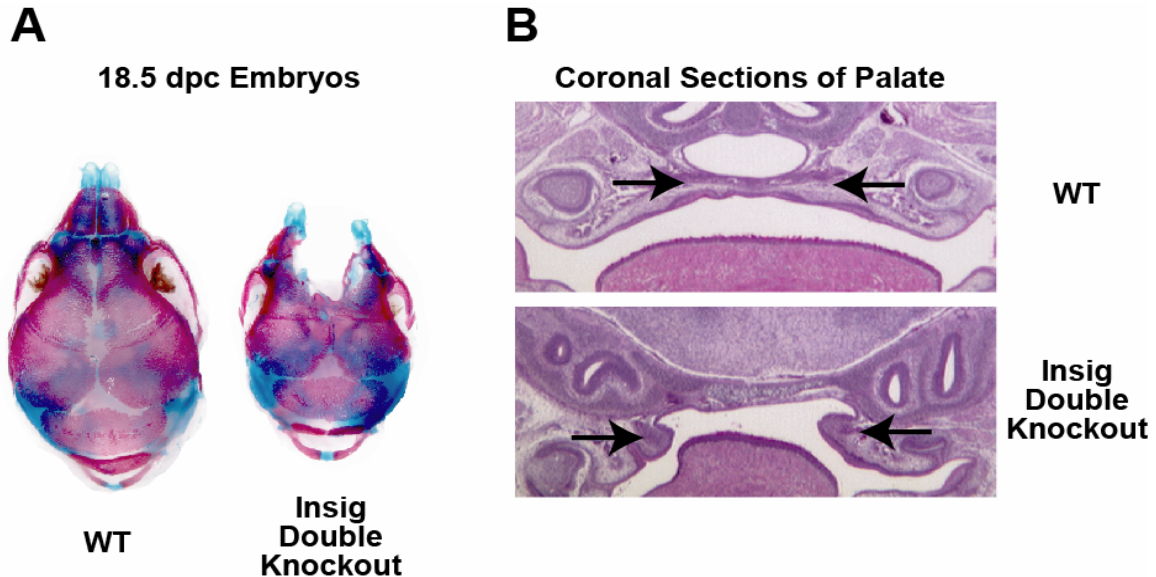 A
18.5 dpc Embryos
WT
Insig
Double
Knockout
B
Coronal Sections of Palate
WT
Insig
Double
Knockout